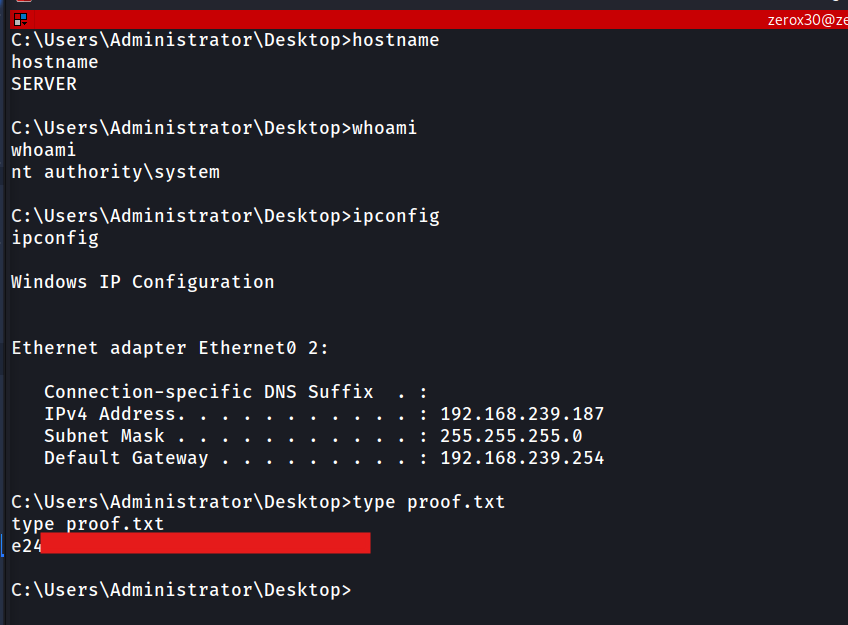 zerox30@ze
C:\Users\Administrator\Desktop>hostname
hostname
SERVER
C:\Users\Administrator\Desktop>whoami
whoami
nt authority\system
C:\Users\Administrator\Desktop>ipconfig
ipconfig
Windows IP Configuration
Ethernet adapter Ethernet0 2:
   Connection-specific DNS Suffix  . :
   IPv4 Address. . . . . . . . . . . : 192.168.239.187
   Subnet Mask . . . . . . . . . . . : 255.255.255.0
   Default Gateway . . . . . . . . . : 192.168.239.254
C:\Users\Administrator\Desktop>type proof.txt
type proof.txt
e24
C:\Users\Administrator\Desktop>